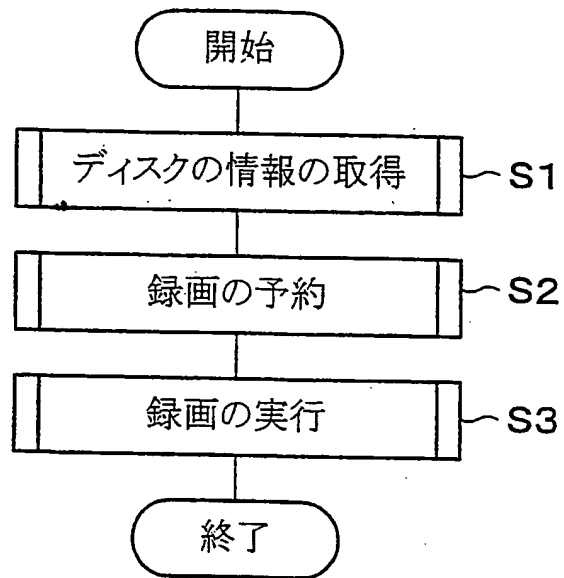 開始
ディスクの情報の取得 S1
録画の予約 S2
録画の実行 S3
終了